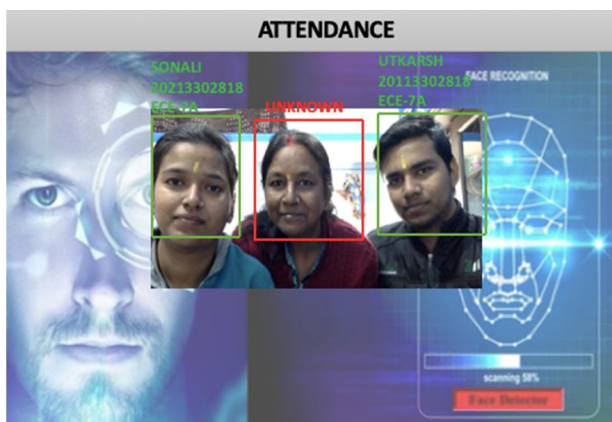 ATTENDANCE
SONALI
20213302818
ECE-7A
UNKNOWN
UTKARSH
20113302818
ECE-7A
FACE RECOGNITION
scanning 58%
Face Detector